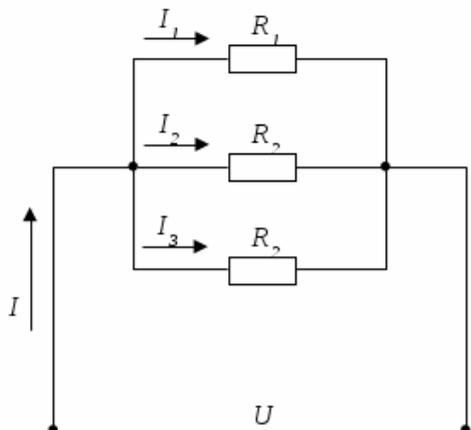 I₁ R₁
I₂ R₂
I₃ R₂
I
U